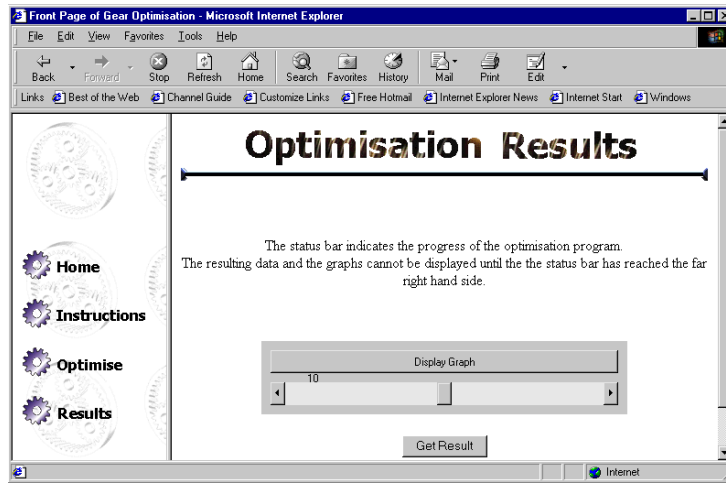 Front Page of Gear Optimisation - Microsoft Internet Explorer
File Edit View Favorites Tools Help
Back Forward Stop Refresh Home Search Favorites History Mail Print Edit
Links Best of the Web Channel Guide Customize Links Free Hotmail Internet Explorer News Internet Start Windows
Optimisation Results
The status bar indicates the progress of the optimisation program.
The resulting data and the graphs cannot be displayed until the the status bar has reached the far
right hand side.
Home
Instructions
Optimise
Results
Display Graph
10
Get Result
Internet